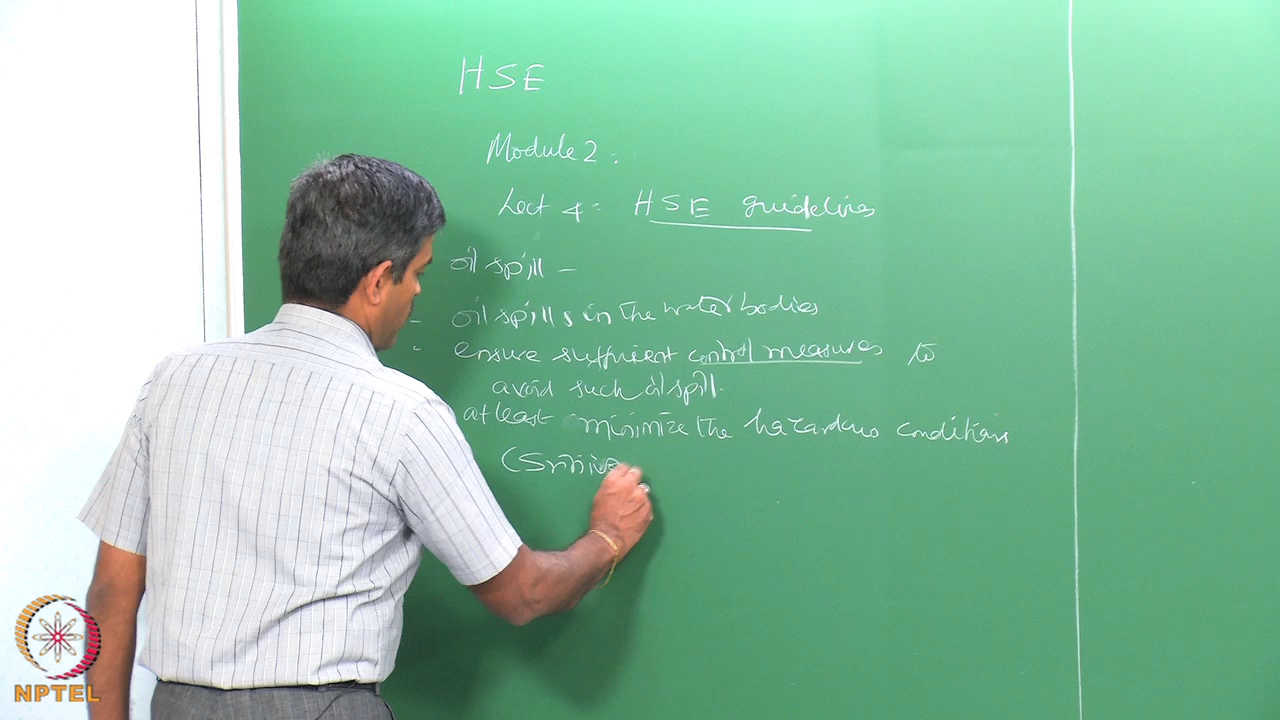 HSE
Module 2:
Lect 4: HSE guidelines
oil spill -
- oil spills in the water bodies
- ensure sufficient control measures to
avoid such oil spill.
at least minimize the hazardous conditions
NPTEL